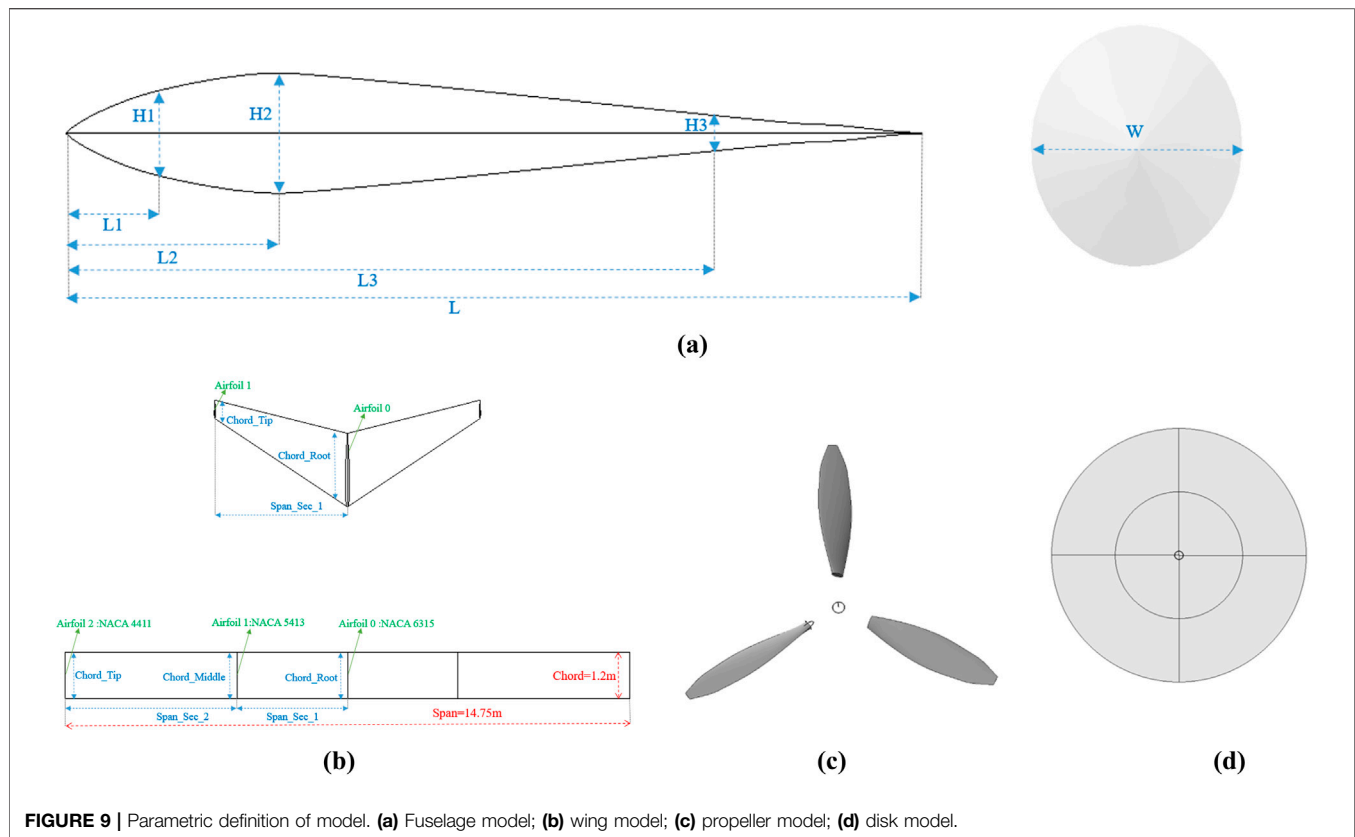 H1
H2
H3
W
L1
L2
L3
L
(a)
Airfoil 1
Airfoil 0
Chord_Tip
Chord_Root
Span_Sec_1
Airfoil 2 :NACA 4411
Airfoil 1:NACA 5413
Airfoil 0 :NACA 6315
Chord_Tip
Chord_Middle
Chord_Root
Chord=1.2m
Span_Sec_2
Span_Sec_1
Span=14.75m
(b)
(c)
(d)
FIGURE 9 | Parametric definition of model. (a) Fuselage model; (b) wing model; (c) propeller model; (d) disk model.